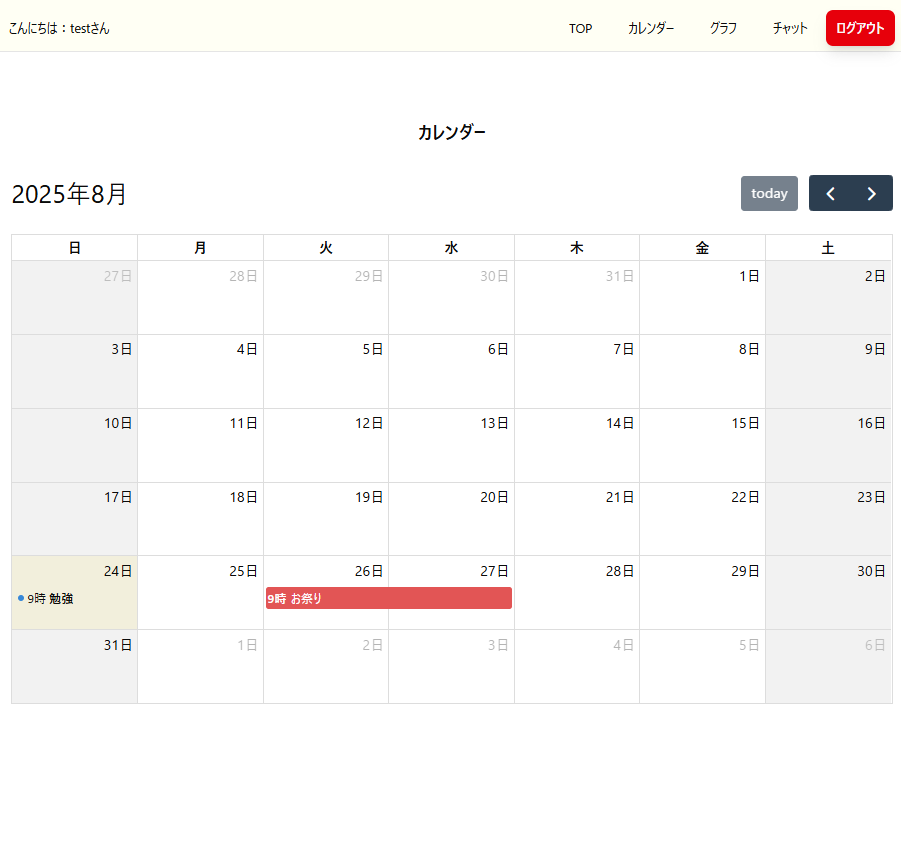 こんにちは：testさん TOP カレンダー グラフ チャット ログアウト
カレンダー
2025年8月 today
日 月 火 水 木 金 土
27日 28日 29日 30日 31日 1日 2日
3日 4日 5日 6日 7日 8日 9日
10日 11日 12日 13日 14日 15日 16日
17日 18日 19日 20日 21日 22日 23日
24日 25日 26日 27日 28日 29日 30日
9時 勉強 9時 お祭り
31日 1日 2日 3日 4日 5日 6日